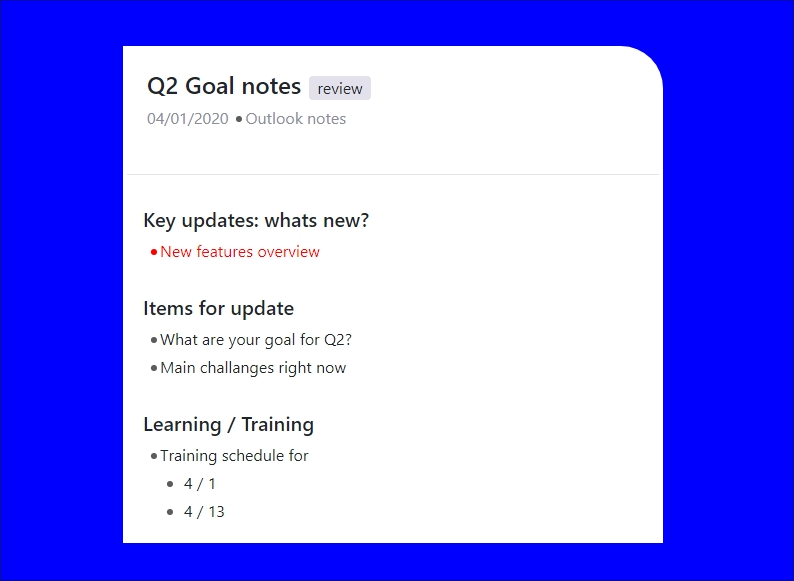 Q2 Goal notes review
04/01/2020 • Outlook notes
Key updates: whats new?
• New features overview
Items for update
• What are your goal for Q2?
• Main challanges right now
Learning / Training
• Training schedule for
• 4 / 1
• 4 / 13